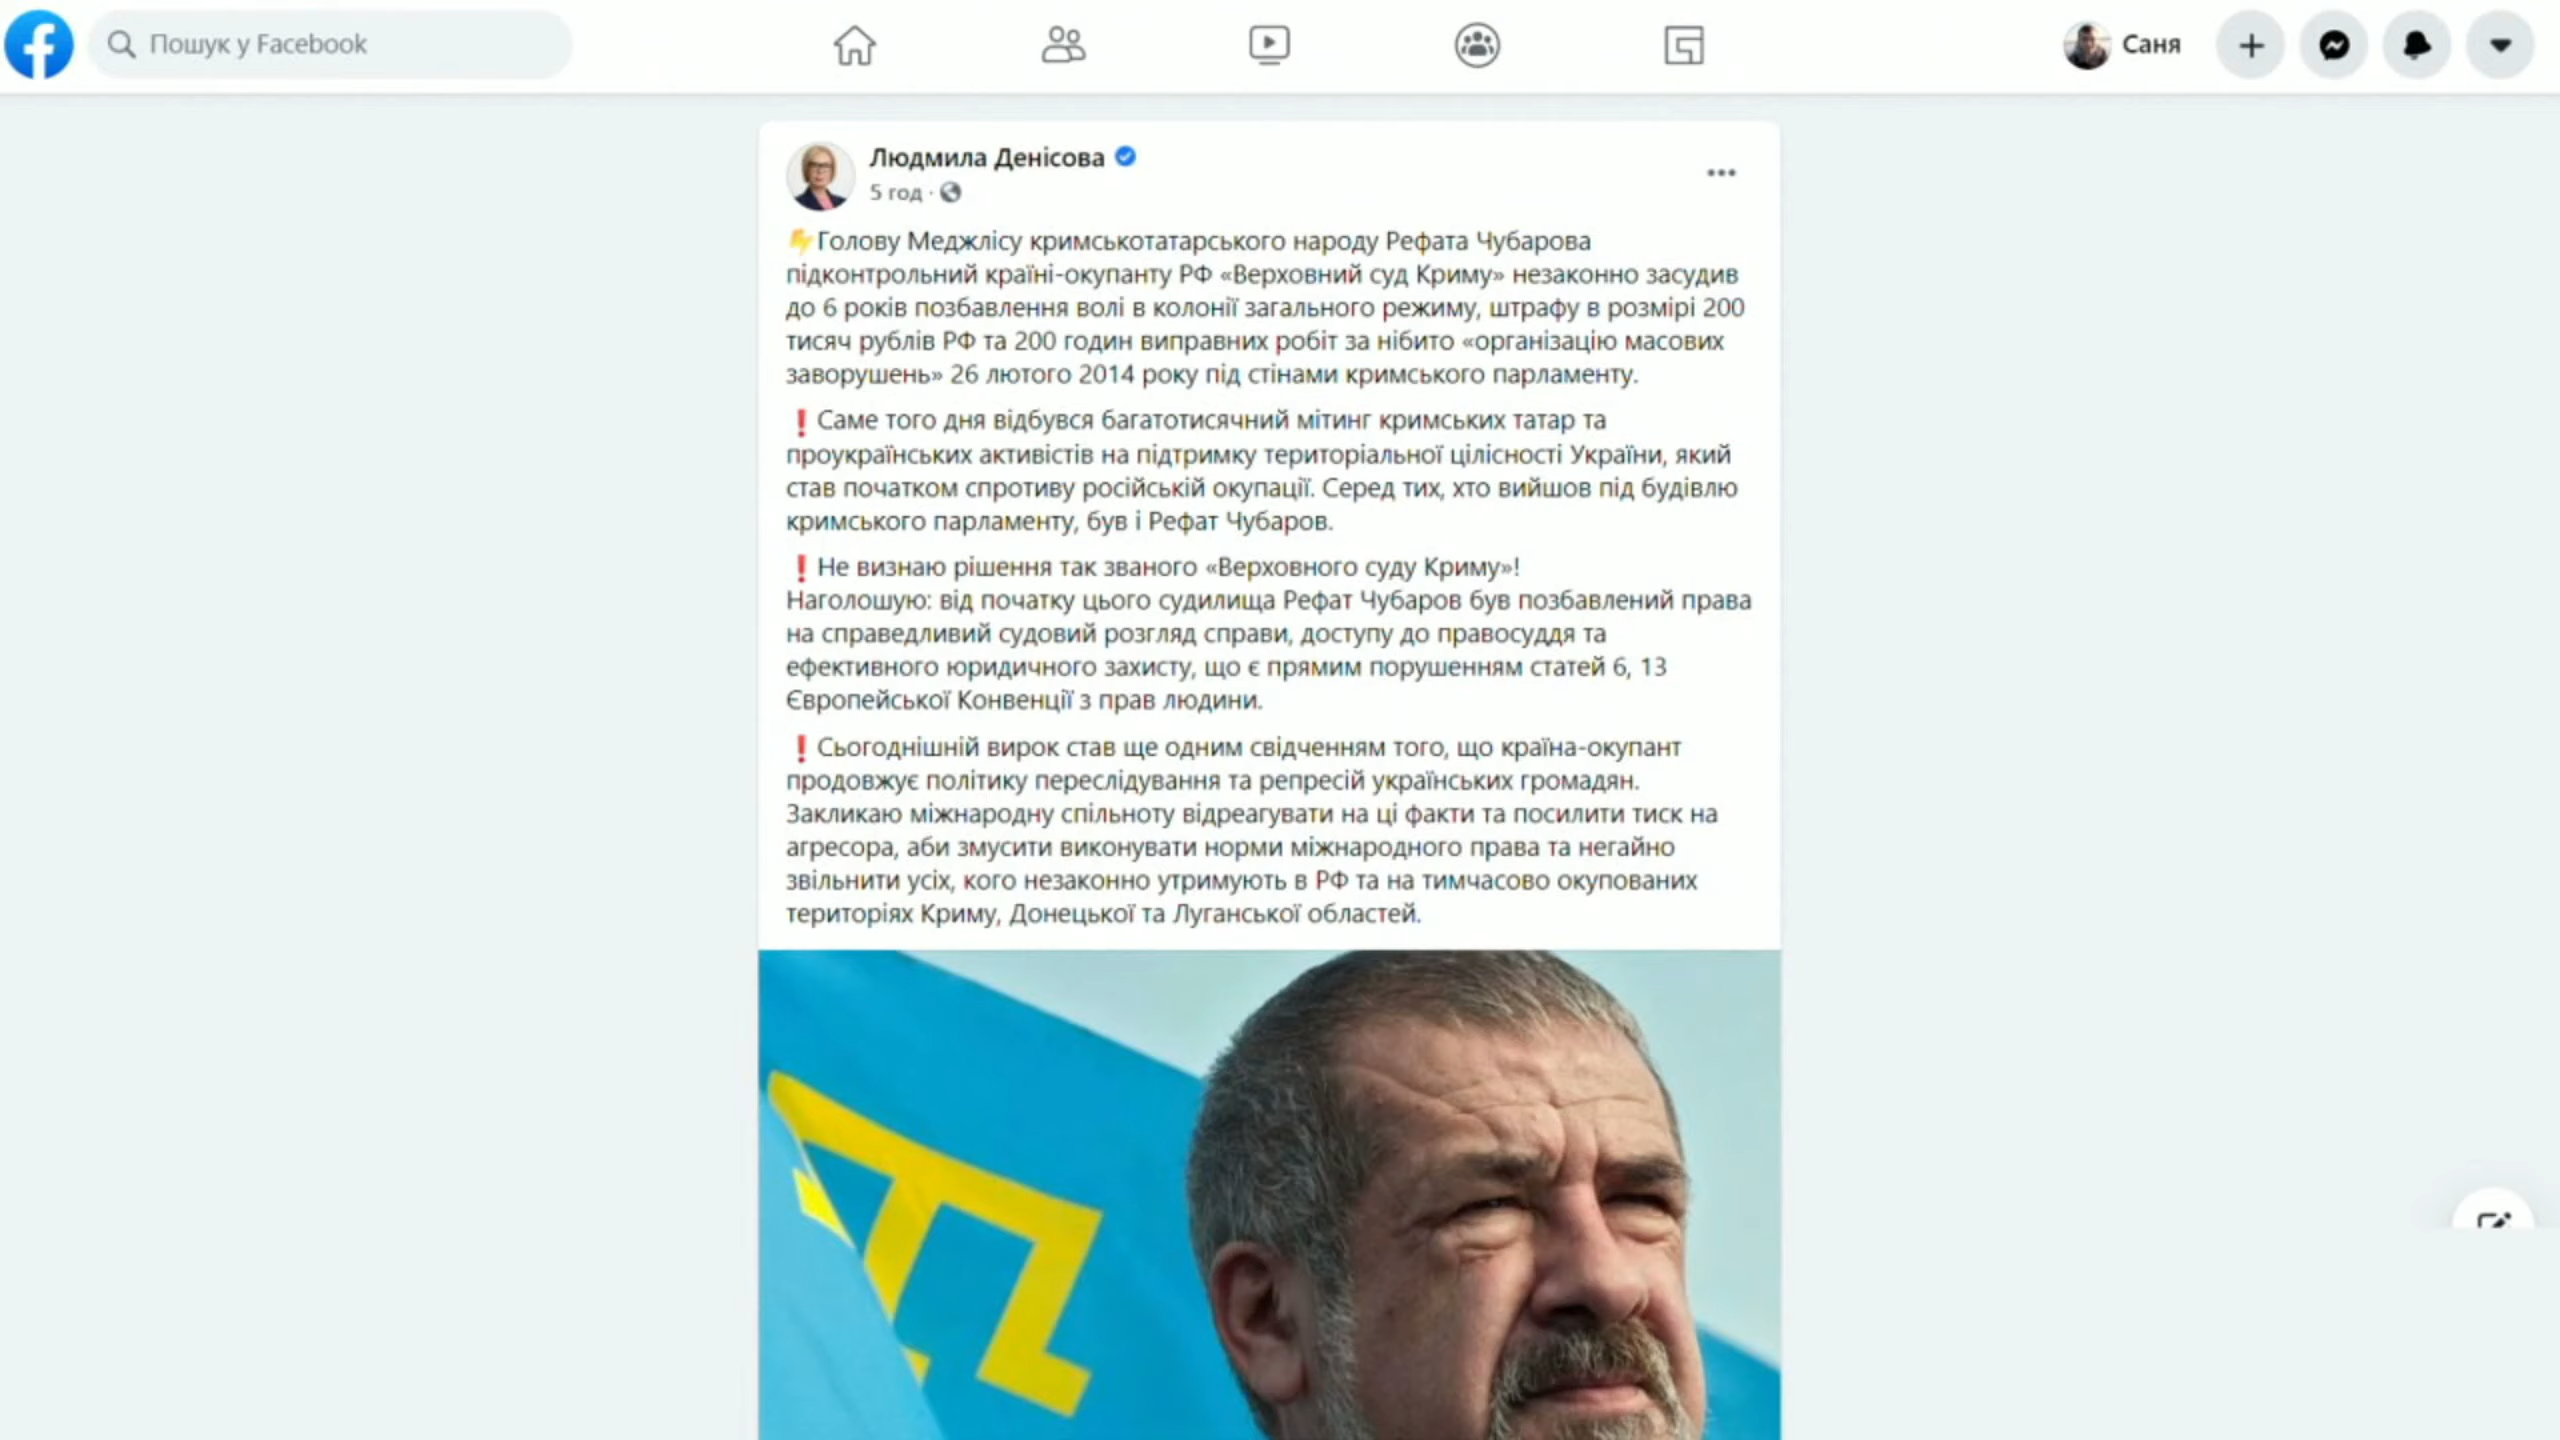 Пошук у Facebook
Саня
Людмила Денісова
5 год ·
Голову Меджлісу кримськотатарського народу Рефата Чубарова
підконтрольний країні-окупанту РФ «Верховний суд Криму» незаконно засудив
до 6 років позбавлення волі в колонії загального режиму, штрафу в розмірі 200
тисяч рублів РФ та 200 годин виправних робіт за нібито «організацію масових
заворушень» 26 лютого 2014 року під стінами кримського парламенту.
❗Саме того дня відбувся багатотисячний мітинг кримських татар та
проукраїнських активістів на підтримку територіальної цілісності України, який
став початком спротиву російській окупації. Серед тих, хто вийшов під будівлю
кримського парламенту, був і Рефат Чубаров.
❗Не визнаю рішення так званого «Верховного суду Криму»!
Наголошую: від початку цього судилища Рефат Чубаров був позбавлений права
на справедливий судовий розгляд справи, доступу до правосуддя та
ефективного юридичного захисту, що є прямим порушенням статей 6, 13
Європейської Конвенції з прав людини.
❗Сьогоднішній вирок став ще одним свідченням того, що країна-окупант
продовжує політику переслідування та репресій українських громадян.
Закликаю міжнародну спільноту відреагувати на ці факти та посилити тиск на
агресора, аби змусити виконувати норми міжнародного права та негайно
звільнити усіх, кого незаконно утримують в РФ та на тимчасово окупованих
територіях Криму, Донецької та Луганської областей.